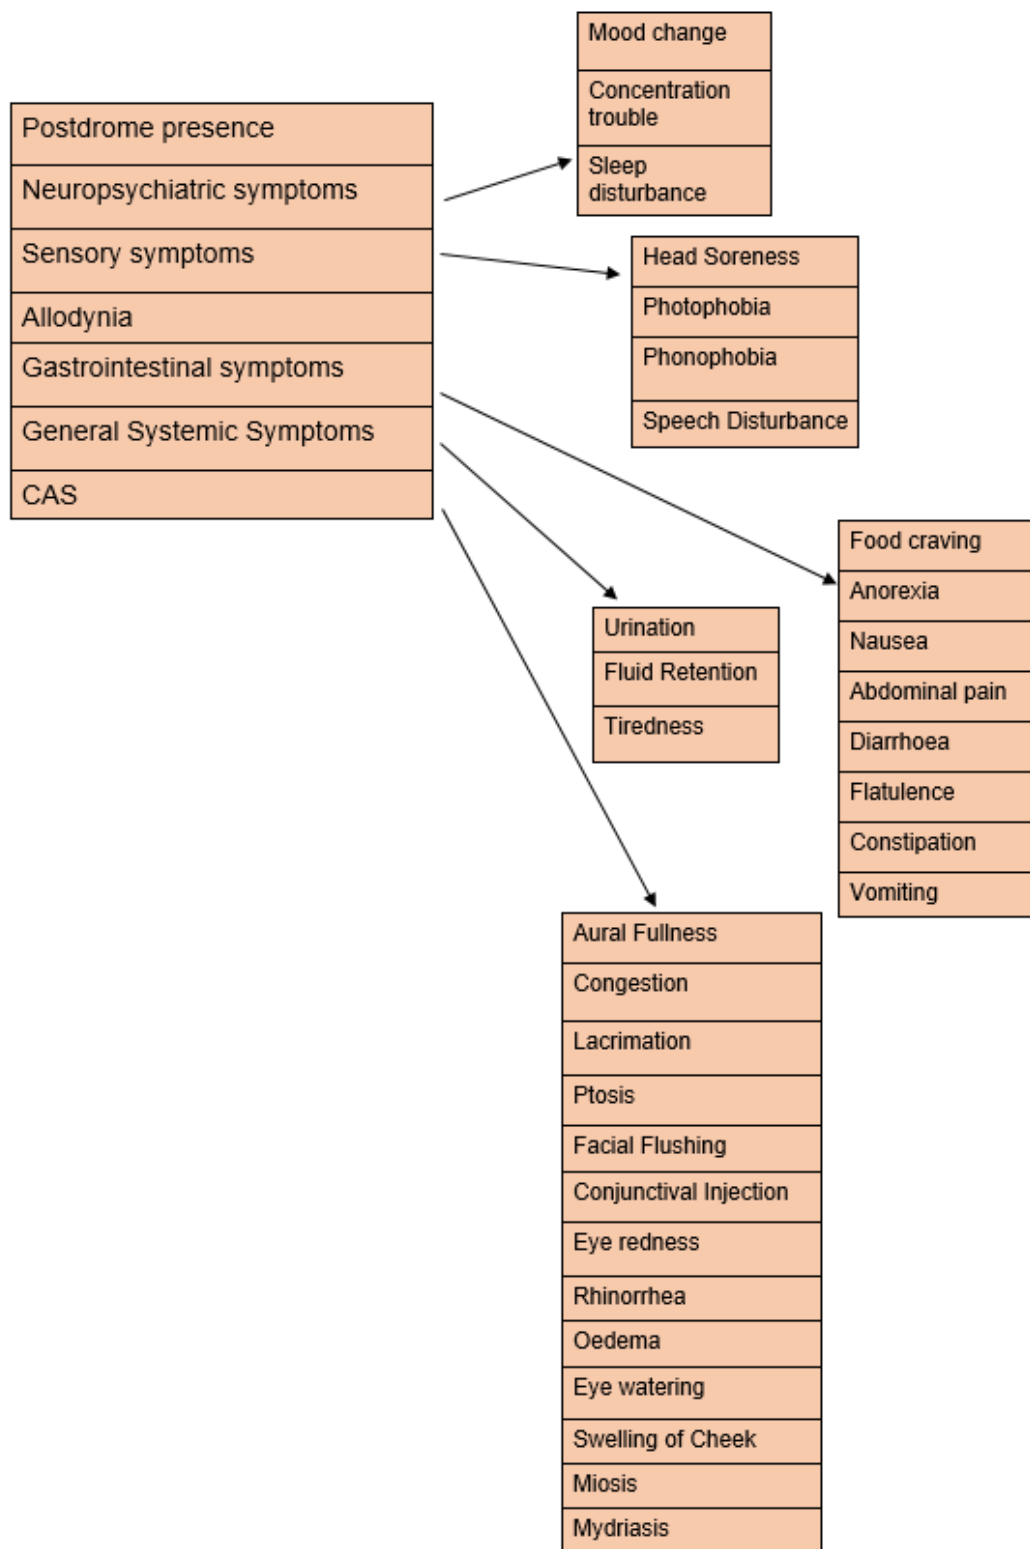 Postdrome presence
Neuropsychiatric symptoms
Sensory symptoms
Allodynia
Gastrointestinal symptoms
General Systemic Symptoms
CAS
Mood change
Concentration
trouble
Sleep
disturbance
Head Soreness
Photophobia
Phonophobia
Speech Disturbance
Food craving
Anorexia
Nausea
Abdominal pain
Diarrhoea
Flatulence
Constipation
Vomiting
Urination
Fluid Retention
Tiredness
Aural Fullness
Congestion
Lacrimation
Ptosis
Facial Flushing
Conjunctival Injection
Eye redness
Rhinorrhea
Oedema
Eye watering
Swelling of Cheek
Miosis
Mydriasis